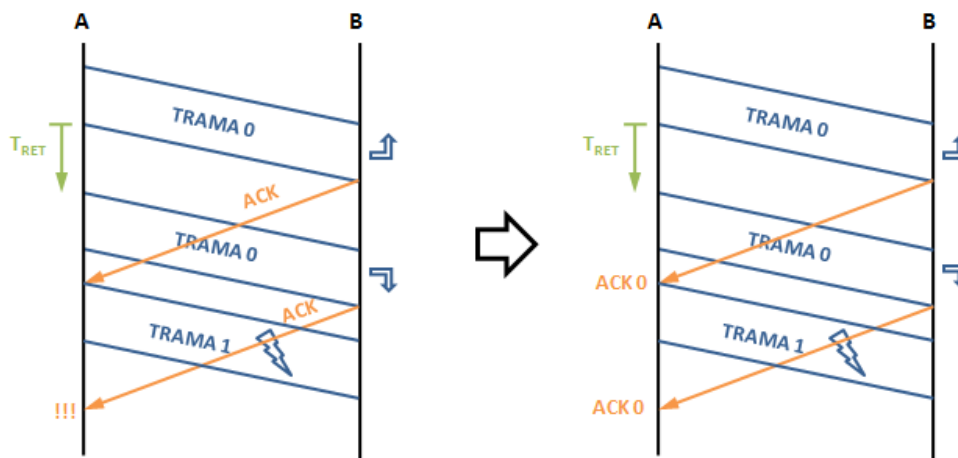 A
B
TRAMA 0
T RET
ACK
TRAMA 0
ACK
TRAMA 1
!!!
A
B
TRAMA 0
T RET
TRAMA 0
ACK 0
TRAMA 1
ACK 0